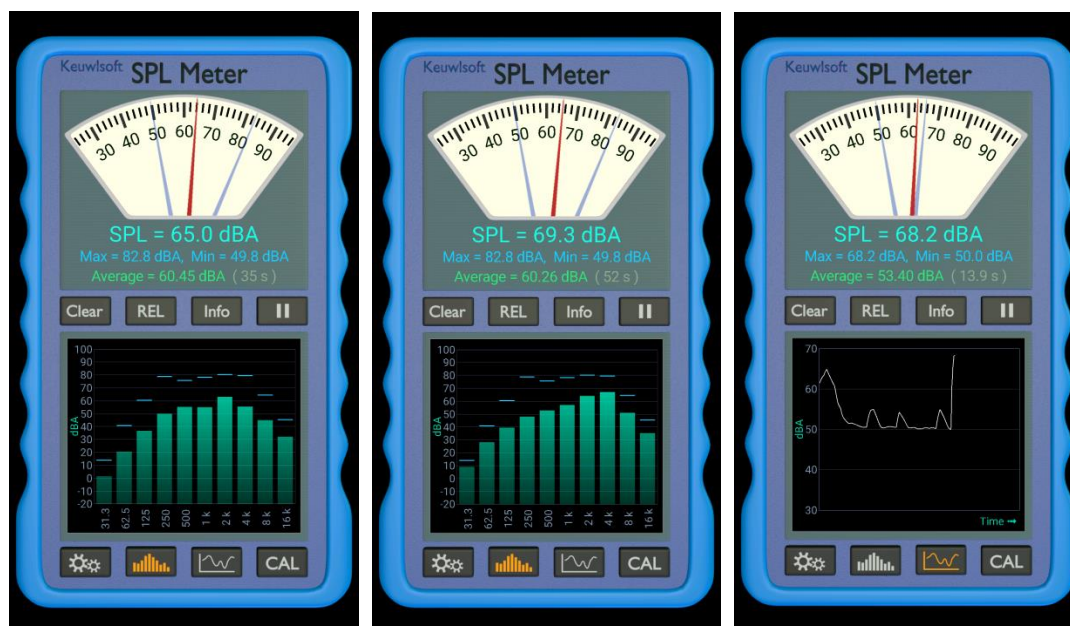 Keuwlsoft SPL Meter
30 40 50 60 70 80 90
SPL = 65.0 dBA
Max = 82.8 dBA, Min = 49.8 dBA
Average = 60.45 dBA ( 35 s )
Clear REL Info
100
90
80
70
60
50
40
30
20
10
0
-10
-20
dBA
31.3 62.5 125 250 500 1 k 2 k 4 k 8 k 16 k
CAL
Keuwlsoft SPL Meter
30 40 50 60 70 80 90
SPL = 69.3 dBA
Max = 82.8 dBA, Min = 49.8 dBA
Average = 60.26 dBA ( 52 s )
Clear REL Info
100
90
80
70
60
50
40
30
20
10
0
-10
-20
dBA
31.3 62.5 125 250 500 1 k 2 k 4 k 8 k 16 k
CAL
Keuwlsoft SPL Meter
30 40 50 60 70 80 90
SPL = 68.2 dBA
Max = 68.2 dBA, Min = 50.0 dBA
Average = 53.40 dBA ( 13.9 s )
Clear REL Info
70
60
50
40
30
dBA
Time →
CAL